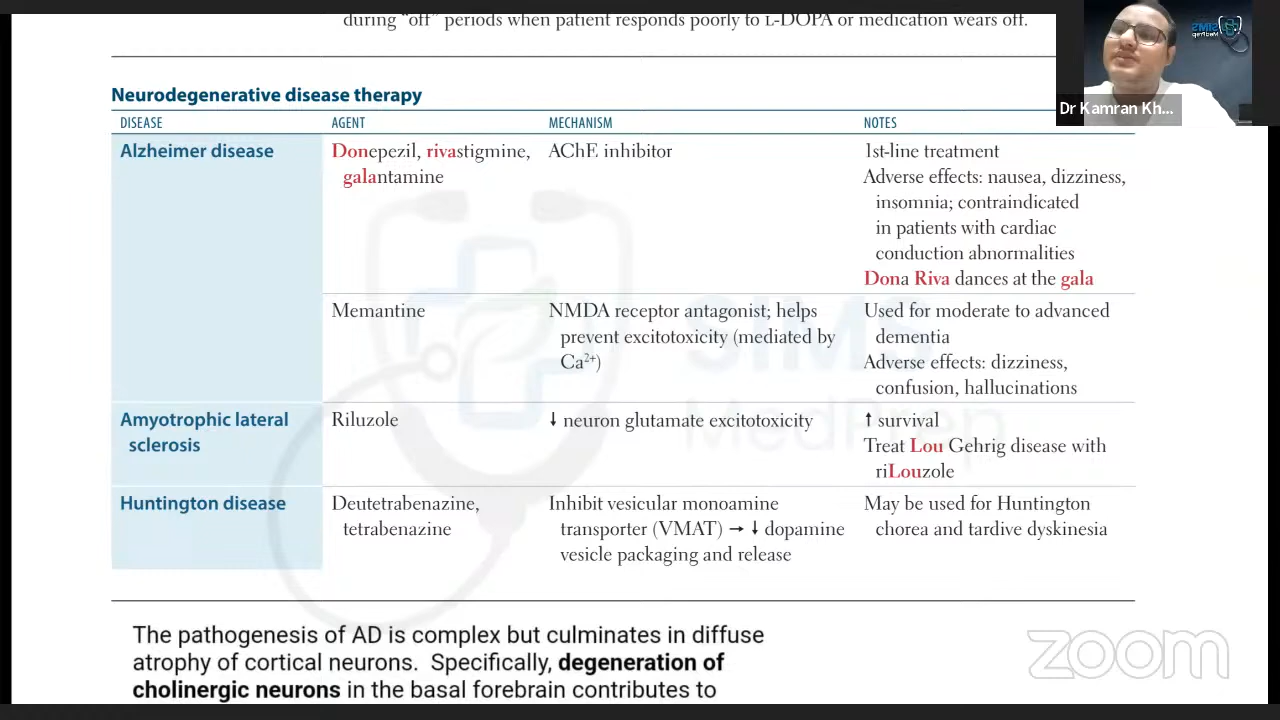 during “off” periods when patient responds poorly to L-DOPA or medication wears off.
Dr Kamran Kh...
Neurodegenerative disease therapy
DISEASE AGENT MECHANISM NOTES
Alzheimer disease
Donepezil, rivastigmine,
galantamine
AChE inhibitor
1st-line treatment
Adverse effects: nausea, dizziness,
insomnia; contraindicated
in patients with cardiac
conduction abnormalities
Dona Riva dances at the gala
Memantine
NMDA receptor antagonist; helps
prevent excitotoxicity (mediated by
Ca²⁺)
Used for moderate to advanced
dementia
Adverse effects: dizziness,
confusion, hallucinations
Amyotrophic lateral
sclerosis
Riluzole
↓ neuron glutamate excitotoxicity
↑ survival
Treat Lou Gehrig disease with
riLouzole
Huntington disease
Deutetrabenazine,
tetrabenazine
Inhibit vesicular monoamine
transporter (VMAT) → ↓ dopamine
vesicle packaging and release
May be used for Huntington
chorea and tardive dyskinesia
SIMS
MedPrep
The pathogenesis of AD is complex but culminates in diffuse
atrophy of cortical neurons. Specifically, degeneration of
cholinergic neurons in the basal forebrain contributes to
zoom